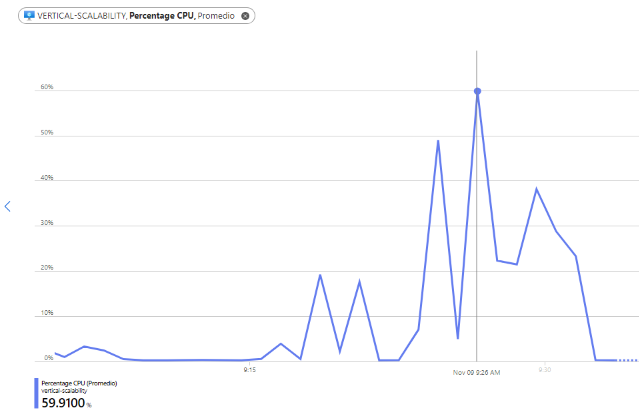 VERTICAL-SCALABILITY, Percentage CPU, Promedio
60%
50%
40%
30%
20%
10%
0%
9:15
Nov 09 9:26 AM
9:30
Percentage CPU (Promedio)
vertical-scalability
59.9100 %